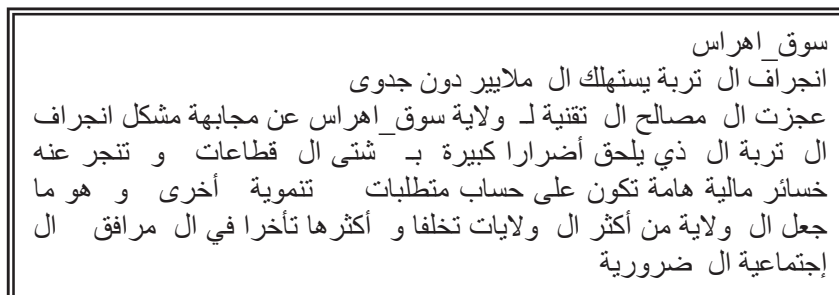 سوق_اهراس
انجراف ال تربة يستهلك ال ملايير دون جدوى
عجزت ال مصالح ال تقنية لـ ولاية سوق_اهراس عن مجابهة مشكل انجراف
ال تربة ال ذي يلحق أضرارا كبيرة بـ شتى ال قطاعات و تنجر عنه
خسائر مالية هامة تكون على حساب متطلبات تنموية أخرى و هو ما
جعل ال ولاية من أكثر ال ولايات تخلفا و أكثرها تأخرا في ال مرافق ال
إجتماعية ال ضرورية